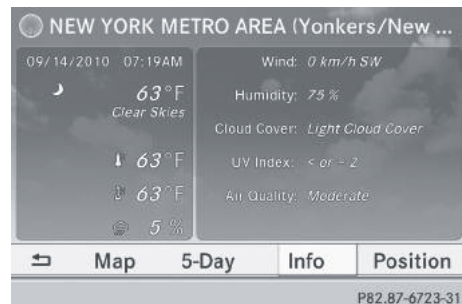 NEW YORK METRO AREA (Yonkers/New ...
09/14/2010 07:19AM
63°F
Clear Skies
63°F
63°F
5 %
Wind: 0 km/h SW
Humidity: 75 %
Cloud Cover: Light Cloud Cover
UV Index: < or = 2
Air Quality: Moderate
Map 5-Day Info Position
P82.87-6723-31